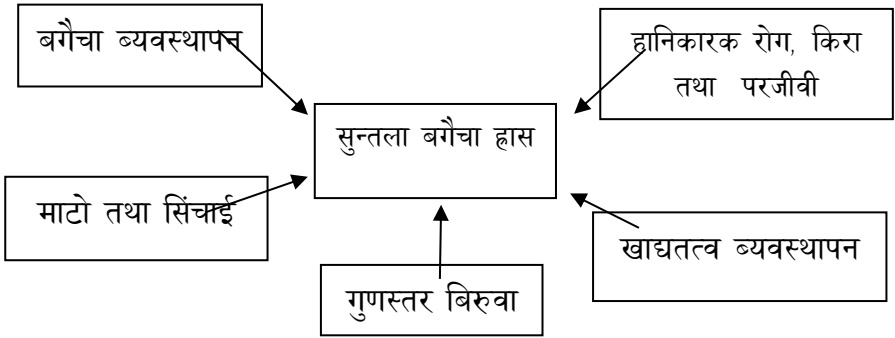 बगैचा ब्यवस्थापन
हानिकारक रोग, किरा
तथा परजीवी
सुन्तला बगैचा ह्रास
माटो तथा सिंचाई
खाद्यतत्व ब्यवस्थापन
गुणस्तर बिरुवा